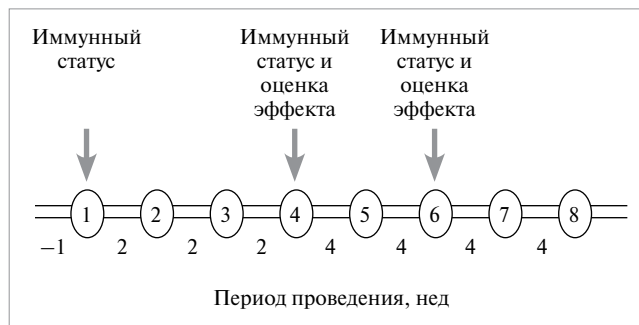 Иммунный
статус
Иммунный
статус и
оценка
эффекта
Иммунный
статус и
оценка
эффекта
1 2 3 4 5 6 7 8
−1 2 2 2 4 4 4 4
Период проведения, нед